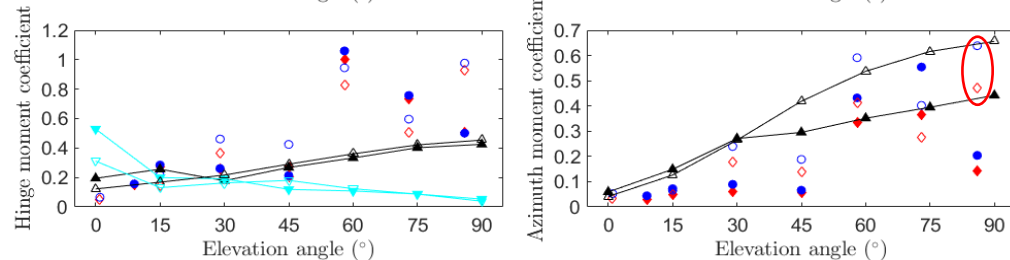 Hinge moment coefficient
1.2
1
0.8
0.6
0.4
0.2
0
0 15 30 45 60 75 90
Elevation angle (°)
Azimuth moment coefficient
0.7
0.6
0.5
0.4
0.3
0.2
0.1
0
0 15 30 45 60 75 90
Elevation angle (°)